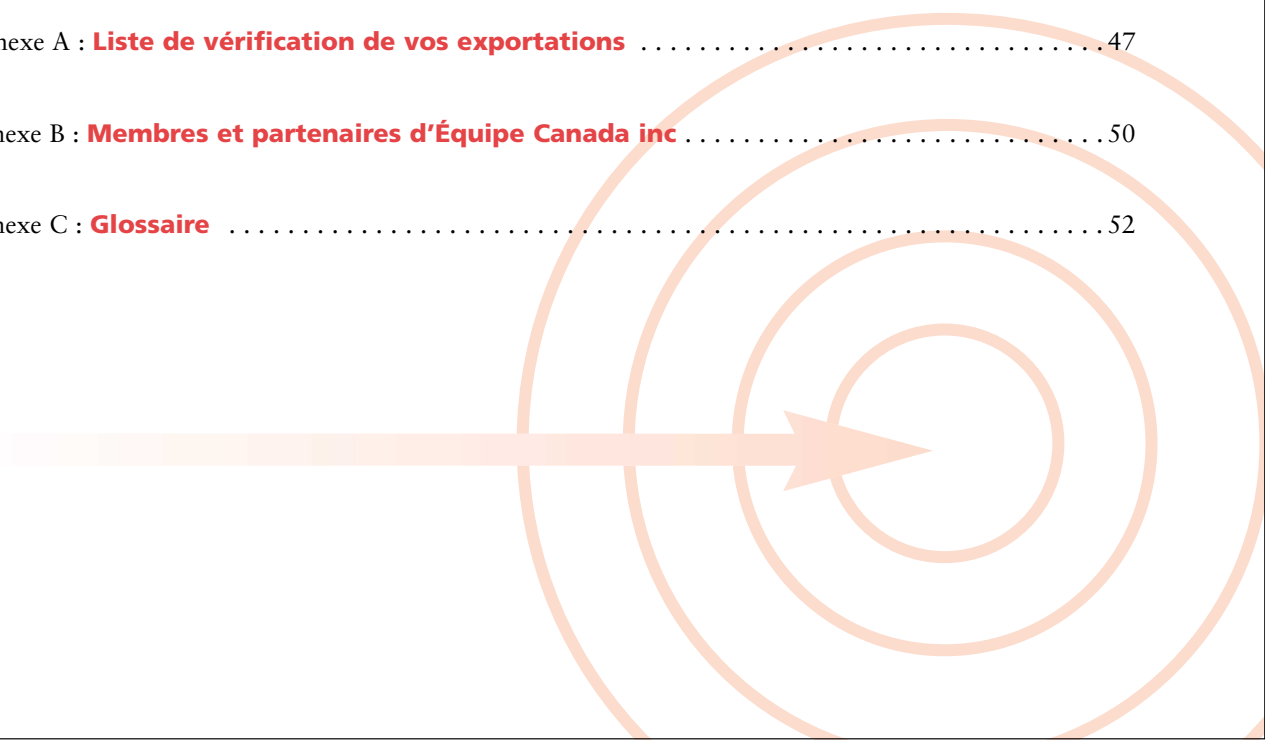 nexe A : Liste de vérification de vos exportations ................................47
nexe B : Membres et partenaires d'Équipe Canada inc .............................50
nexe C : Glossaire ............................................................52